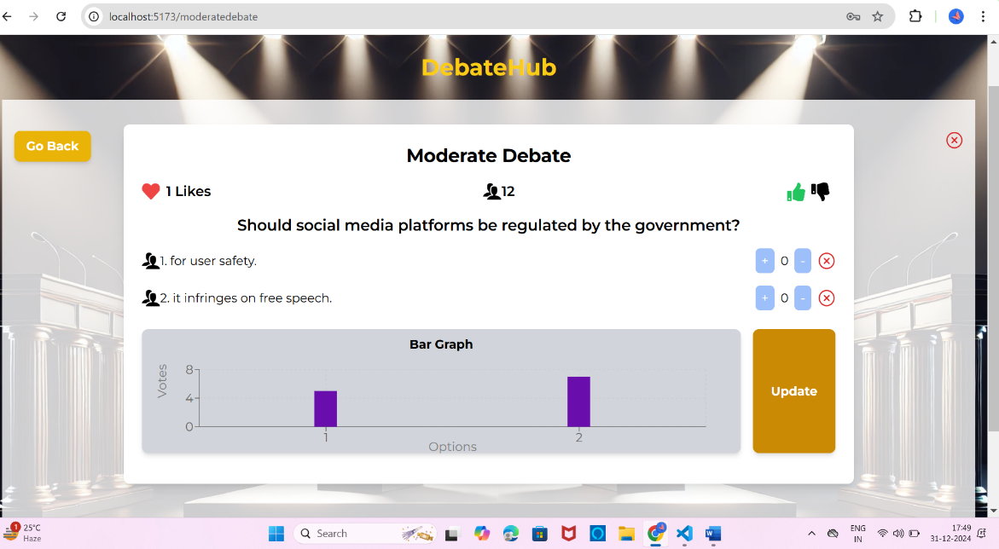 localhost:5173/moderatedebate
DebateHub
Go Back
Moderate Debate
1 Likes
12
Should social media platforms be regulated by the government?
1. for user safety.
+ 0 -
2. it infringes on free speech.
+ 0 -
Bar Graph
Votes
8
4
0
1
2
Options
Update
1
25°C
Haze
Search
ENG
IN
17:49
31-12-2024